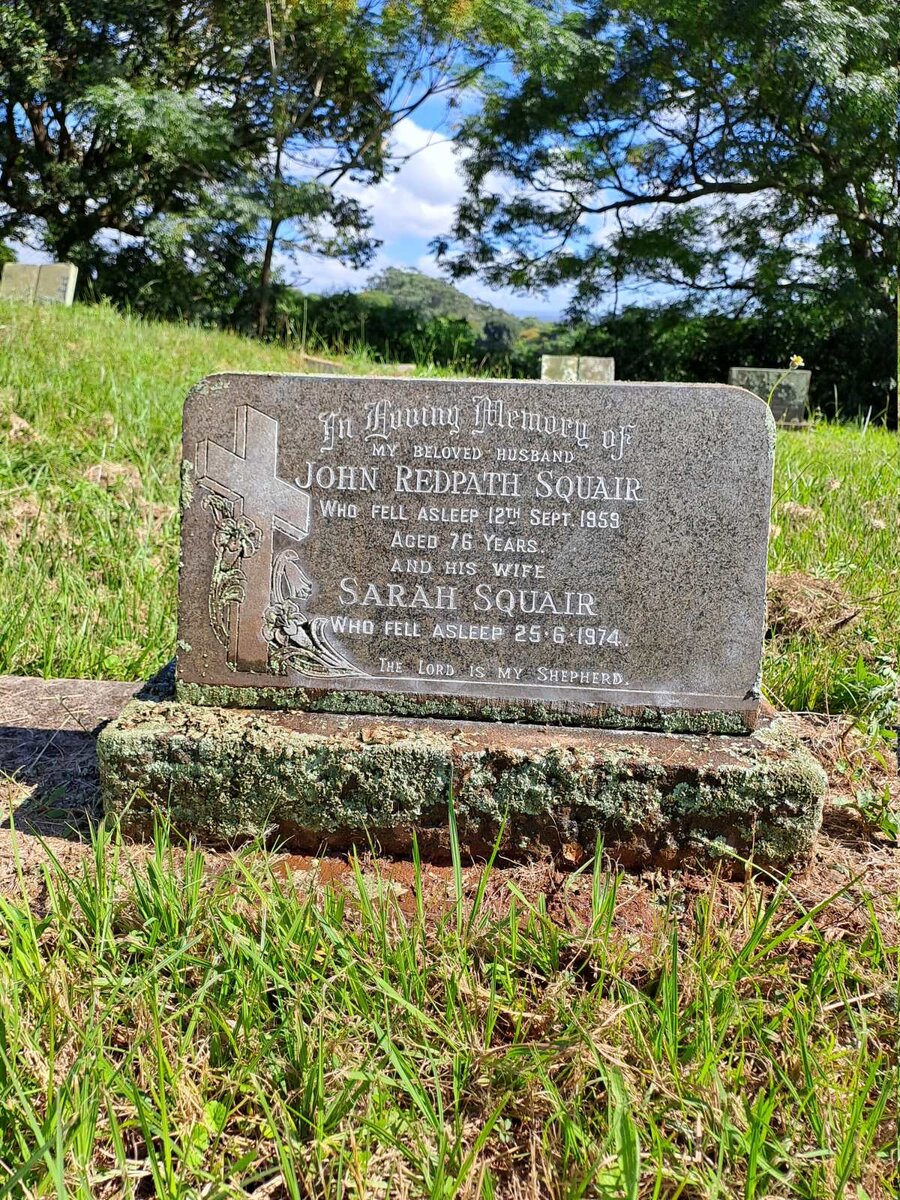 In Loving Memory of
MY BELOVED HUSBAND
JOHN REDPATH SQUAIR
WHO FELL ASLEEP 12TH SEPT. 1959
AGED 76 YEARS.
AND HIS WIFE
SARAH SQUAIR
WHO FELL ASLEEP 25·6·1974.
THE LORD IS MY SHEPHERD.